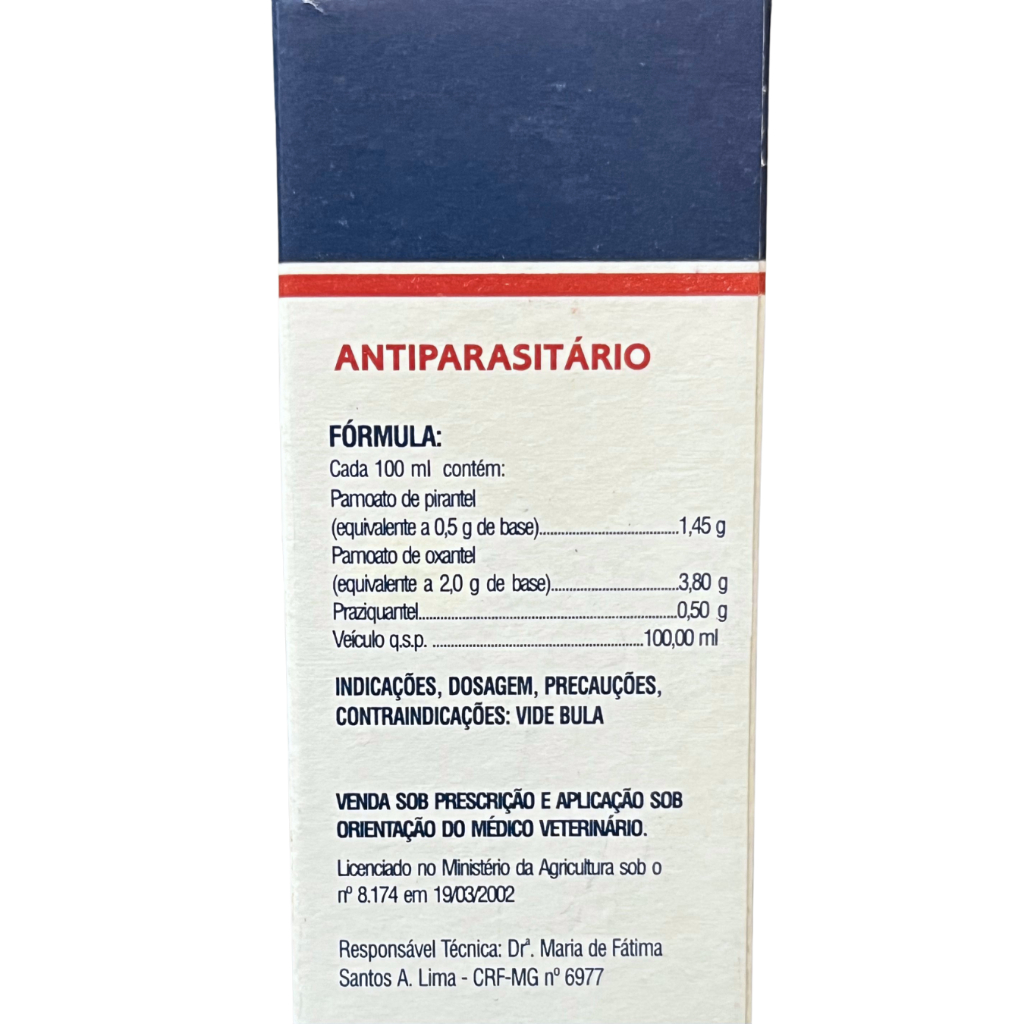 ANTIPARASITÁRIO
FÓRMULA:
Cada 100 ml contém:
Pamoato de pirantel
(equivalente a 0,5 g de base)..........................................1,45 g
Pamoato de oxantel
(equivalente a 2,0 g de base).......................................3,80 g
Praziquantel..............................................................................0,50 g
Veículo q.s.p. ................................................................100,00 ml
INDICAÇÕES, DOSAGEM, PRECAUÇÕES,
CONTRAINDICAÇÕES: VIDE BULA
VENDA SOB PRESCRIÇÃO E APLICAÇÃO SOB
ORIENTAÇÃO DO MÉDICO VETERINÁRIO.
Licenciado no Ministério da Agricultura sob o
nº 8.174 em 19/03/2002
Responsável Técnica: Drª. Maria de Fátima
Santos A. Lima - CRF-MG nº 6977